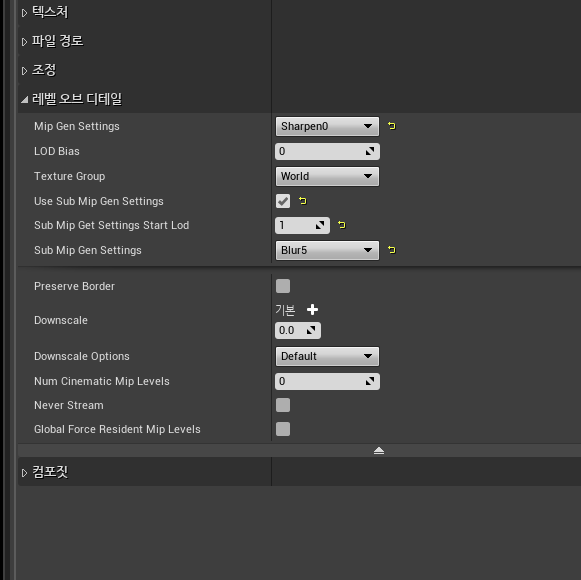 텍스처
파일 경로
조정
레벨 오브 디테일
Mip Gen Settings Sharpen0
LOD Bias 0
Texture Group World
Use Sub Mip Gen Settings
Sub Mip Get Settings Start Lod 1
Sub Mip Gen Settings Blur5
Preserve Border
기본
Downscale
0.0
Downscale Options Default
Num Cinematic Mip Levels 0
Never Stream
Global Force Resident Mip Levels
컴포짓